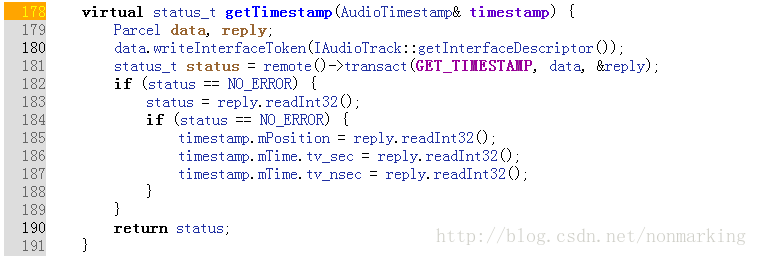 178 virtual status_t getTimestamp(AudioTimestamp& timestamp) {
179 Parcel data, reply;
180 data.writeInterfaceToken(IAudioTrack::getInterfaceDescriptor());
181 status_t status = remote()->transact(GET_TIMESTAMP, data, &reply);
182 if (status == NO_ERROR) {
183 status = reply.readInt32();
184 if (status == NO_ERROR) {
185 timestamp.mPosition = reply.readInt32();
186 timestamp.mTime.tv_sec = reply.readInt32();
187 timestamp.mTime.tv_nsec = reply.readInt32();
188 }
189 }
190 return status;
191 }
http://blog.csdn.net/nonmarking